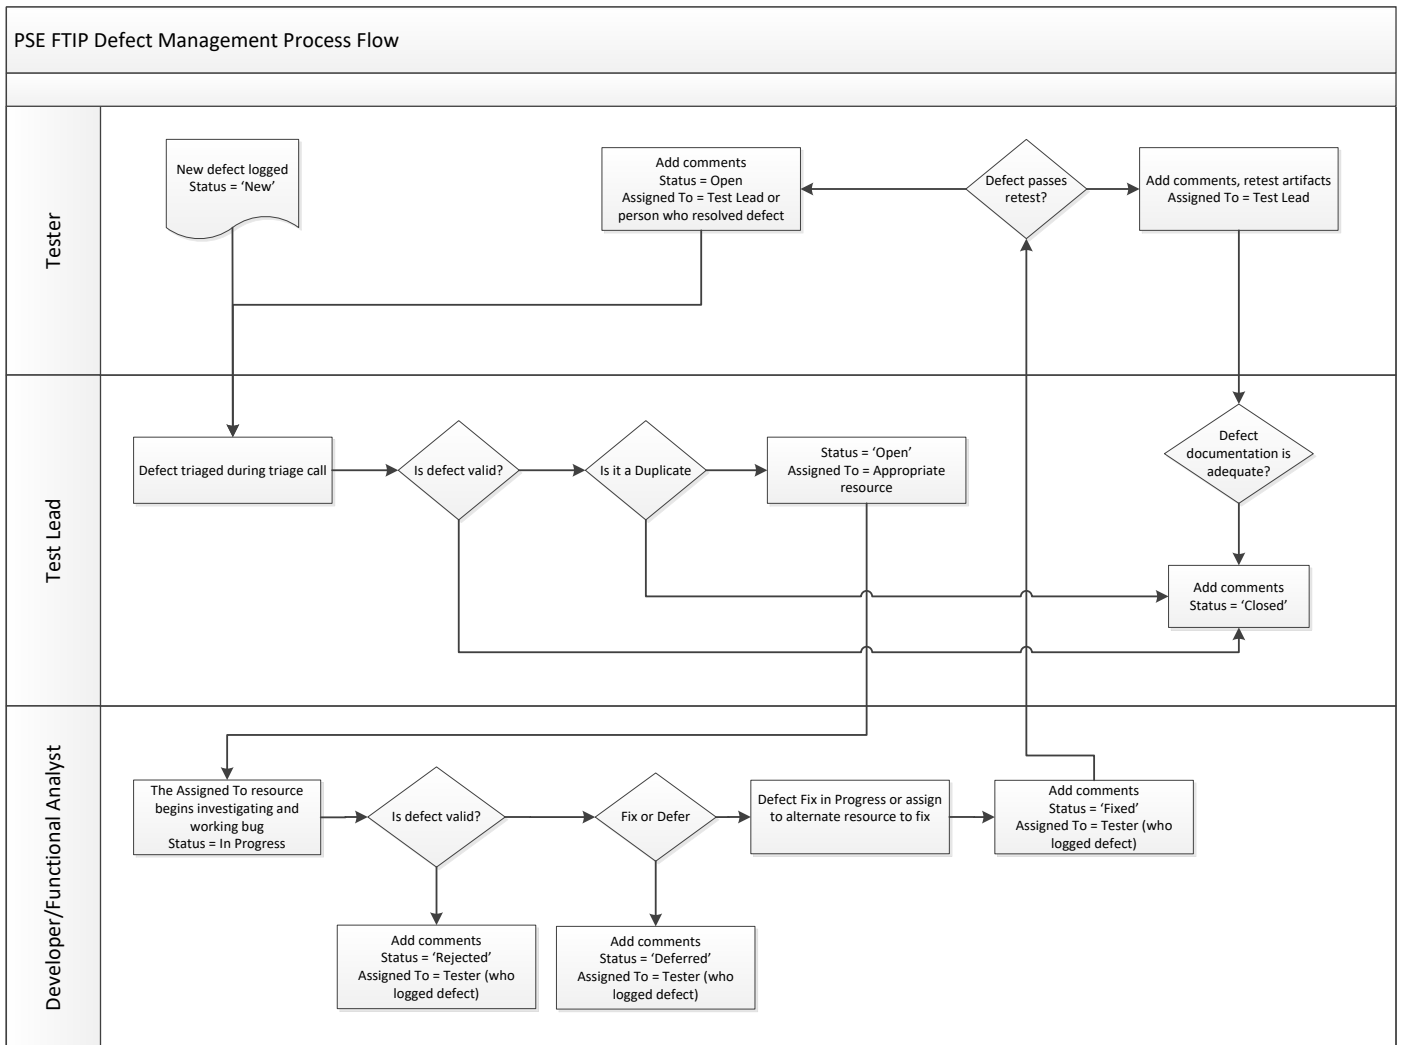 PSE FTIP Defect Management Process Flow
Tester
New defect logged
Status = ‘New’
Add comments
Status = Open
Assigned To = Test Lead or
person who resolved defect
Defect passes
retest?
Add comments, retest artifacts
Assigned To = Test Lead
Test Lead
Defect triaged during triage call
Is defect valid?
Is it a Duplicate
Status = ‘Open’
Assigned To = Appropriate
resource
Defect
documentation is
adequate?
Add comments
Status = ‘Closed’
Developer/Functional Analyst
The Assigned To resource
begins investigating and
working bug
Status = In Progress
Is defect valid?
Fix or Defer
Defect Fix in Progress or assign
to alternate resource to fix
Add comments
Status = ‘Fixed’
Assigned To = Tester (who
logged defect)
Add comments
Status = ‘Rejected’
Assigned To = Tester (who
logged defect)
Add comments
Status = ‘Deferred’
Assigned To = Tester (who
logged defect)